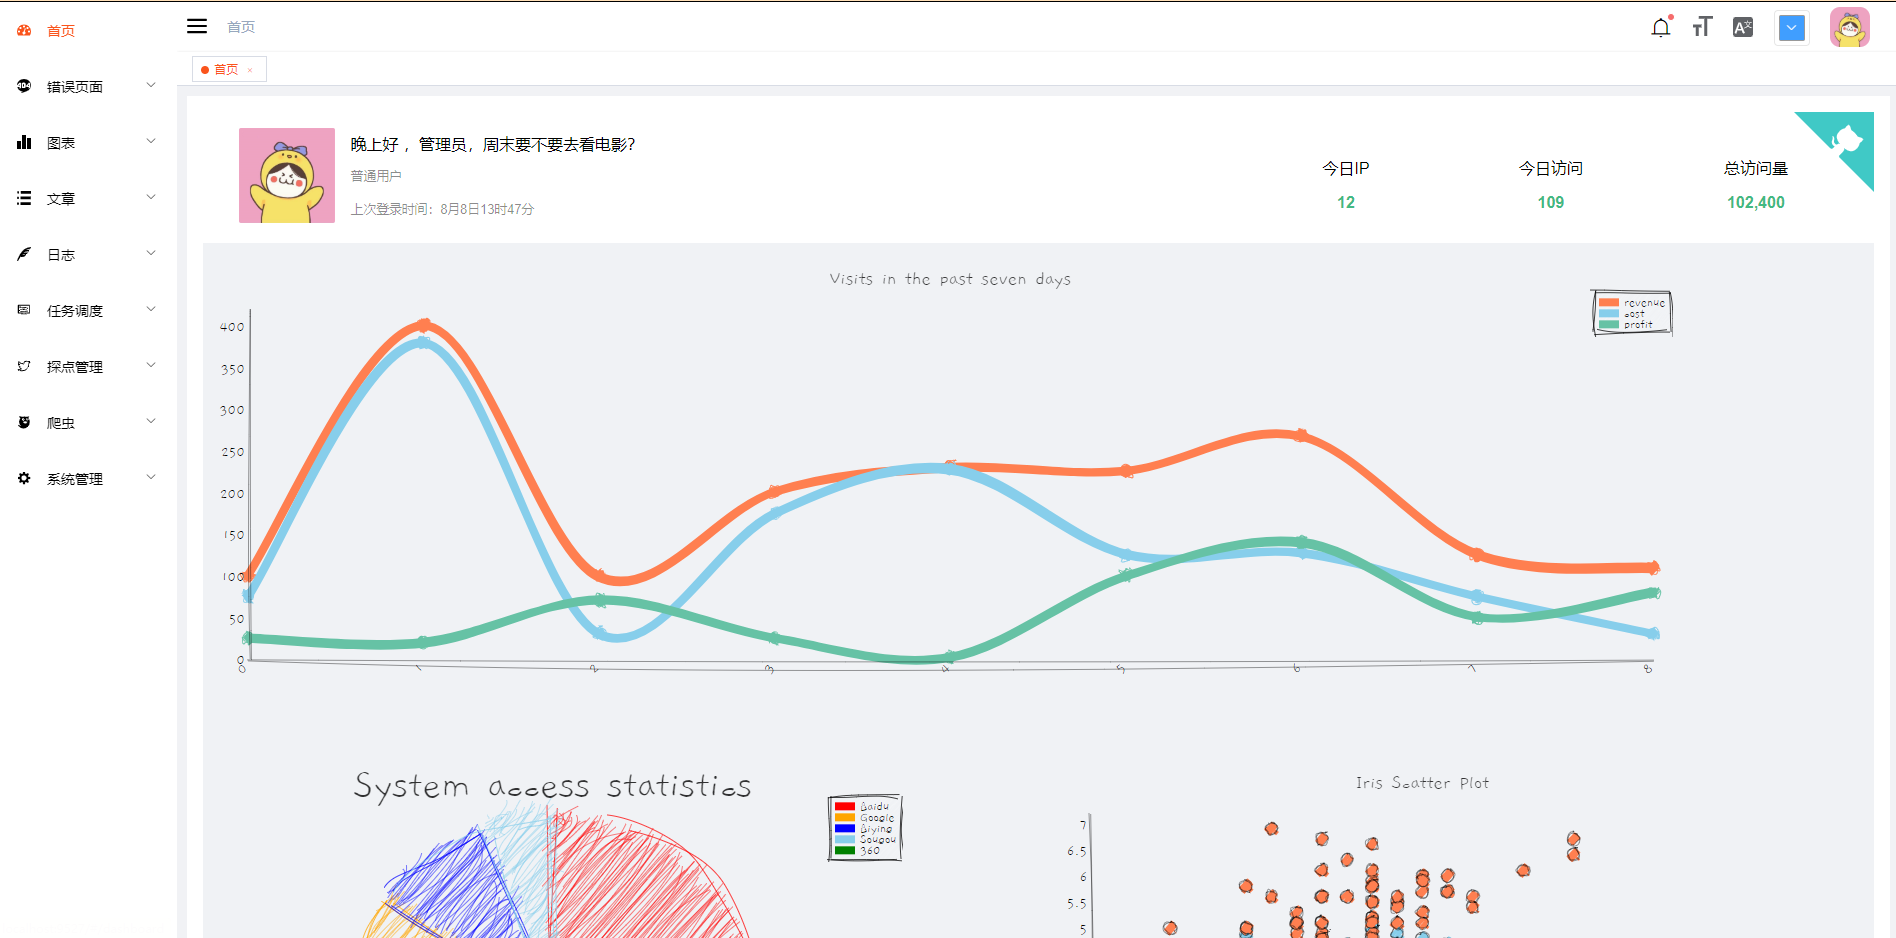 首页
错误页面
图表
文章
日志
任务调度
探点管理
爬虫
系统管理
首页
首页 ×
晚上好 ，管理员，周末要不要去看电影？
普通用户
上次登录时间：8月8日13时47分
今日IP
12
今日访问
109
总访问量
102,400
Visits in the past seven days
revenue
cost
profit
400
350
300
250
200
150
100
50
0
0 1 2 3 4 5 6 7 8
System access statistics
Baidu
Google
Biying
Sougou
360
Iris Scatter Plot
7
6.5
6
5.5
5